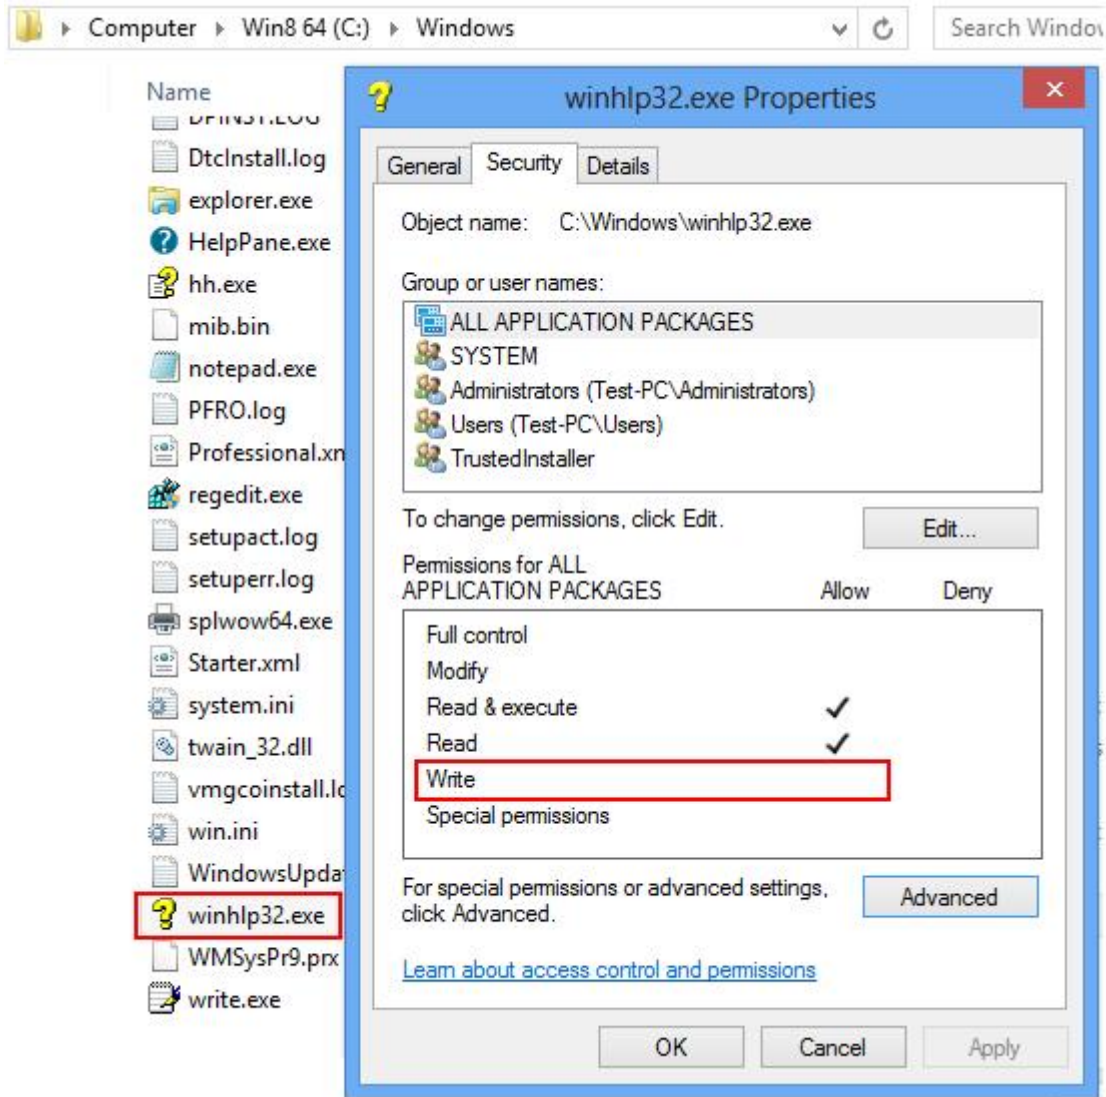 Computer Win8 64 (C:) Windows
Search Window
Name
DPINST.LOG
DtcInstall.log
explorer.exe
HelpPane.exe
hh.exe
mib.bin
notepad.exe
PFRO.log
Professional.xn
regedit.exe
setupact.log
setuperr.log
splwow64.exe
Starter.xml
system.ini
twain_32.dll
vmgcoinstall.lo
win.ini
WindowsUpda
winhlp32.exe
WMSysPr9.prx
write.exe
winhlp32.exe Properties
General Security Details
Object name: C:\Windows\winhlp32.exe
Group or user names:
ALL APPLICATION PACKAGES
SYSTEM
Administrators (Test-PC\Administrators)
Users (Test-PC\Users)
TrustedInstaller
To change permissions, click Edit.
Edit...
Permissions for ALL
APPLICATION PACKAGES Allow Deny
Full control
Modify
Read & execute
Read
Write
Special permissions
For special permissions or advanced settings,
click Advanced.
Advanced
Learn about access control and permissions
OK Cancel Apply